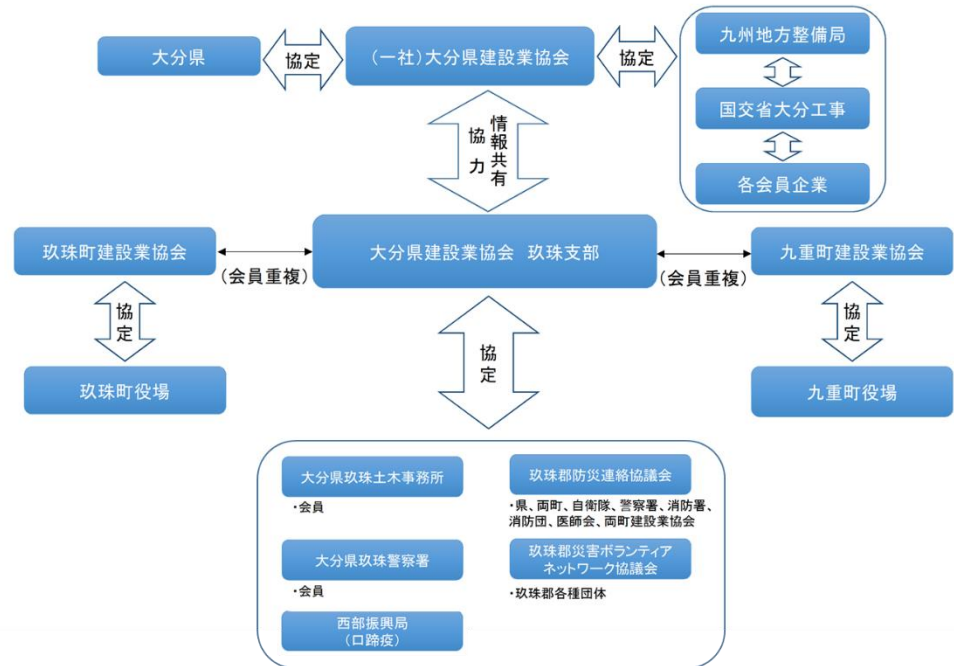 大分県
協定
(一社)大分県建設業協会
協定
九州地方整備局
国交省大分工事
各会員企業
情報共有
協力
玖珠町建設業協会
(会員重複)
大分県建設業協会 玖珠支部
(会員重複)
九重町建設業協会
協定
玖珠町役場
協定
協定
九重町役場
大分県玖珠土木事務所
・会員
大分県玖珠警察署
・会員
西部振興局
(口蹄疫)
玖珠郡防災連絡協議会
・県、両町、自衛隊、警察署、消防署、
消防団、医師会、両町建設業協会
玖珠郡災害ボランティア
ネットワーク協議会
・玖珠郡各種団体